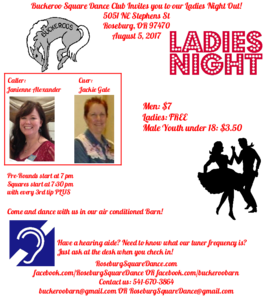 Buckeroo Square Dance Club Invites you to our Ladies Night Out!
5051 NE Stephens St
Roseburg, OR 97470
August 5, 2017
BUCKEROOS
LADIES
NIGHT
Caller:
Janienne Alexander
Cuer:
Jackie Gale
Men: $7
Ladies: FREE
Male Youth under 18: $3.50
Pre-Rounds start at 7 pm
Squares start at 7:30 pm
with every 3rd tip PLUS
Come and dance with us in our air conditioned Barn!
Have a hearing aide? Need to know what our tuner frequency is?
Just ask at the desk when you check in!
RoseburgSquareDance.com
facebook.com/RoseburgSquareDance OR facebook.com/buckeroobarn
Contact us: 541-670-3864
buckeroobarn@gmail.com OR RoseburgSquareDance@gmail.com